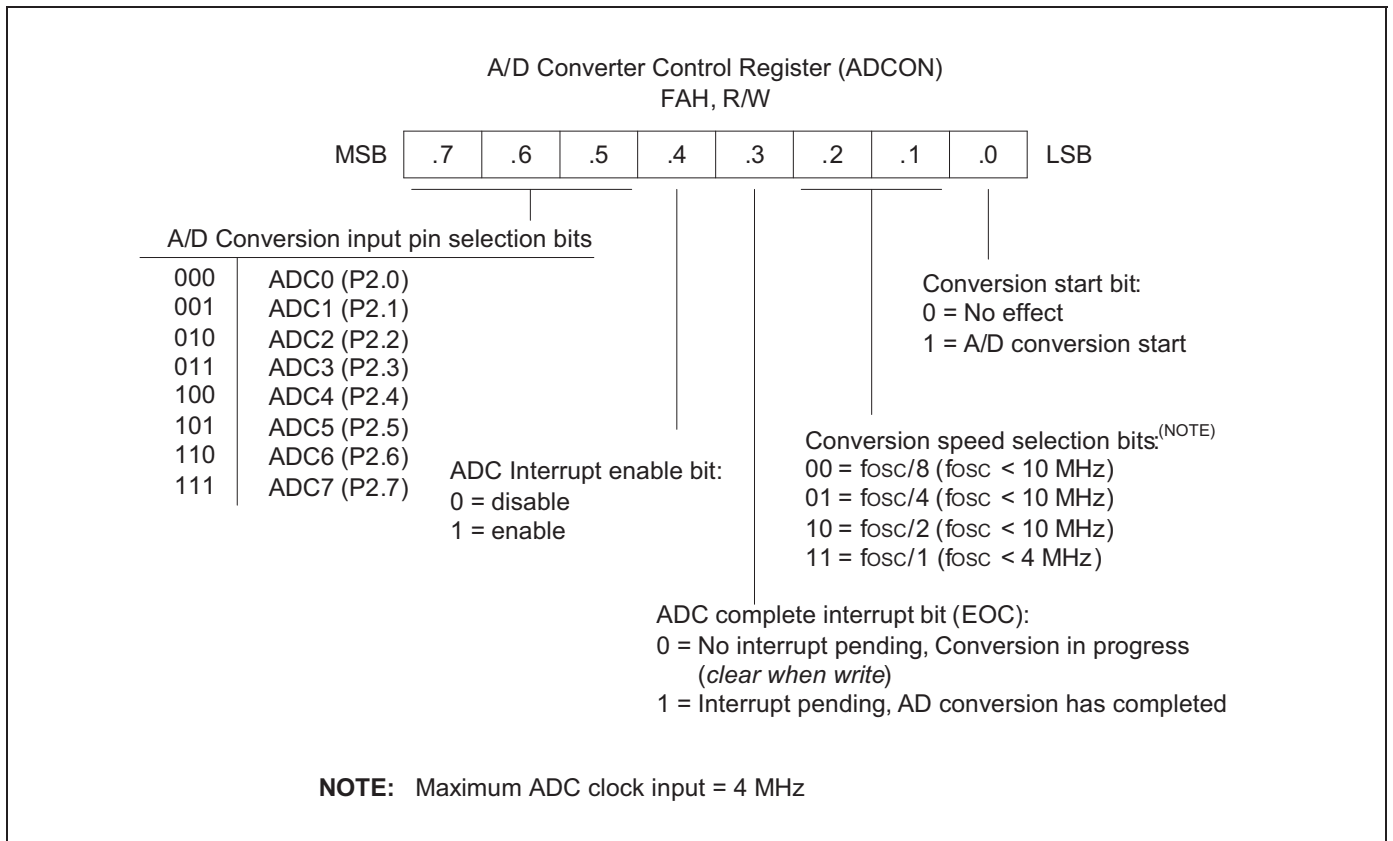 A/D Converter Control Register (ADCON)
FAH, R/W
MSB .7 .6 .5 .4 .3 .2 .1 .0 LSB
A/D Conversion input pin selection bits
000 ADC0 (P2.0)
001 ADC1 (P2.1)
010 ADC2 (P2.2)
011 ADC3 (P2.3)
100 ADC4 (P2.4)
101 ADC5 (P2.5)
110 ADC6 (P2.6)
111 ADC7 (P2.7)
ADC Interrupt enable bit:
0 = disable
1 = enable
Conversion start bit:
0 = No effect
1 = A/D conversion start
Conversion speed selection bits:(NOTE)
00 = fosc/8 (fosc < 10 MHz)
01 = fosc/4 (fosc < 10 MHz)
10 = fosc/2 (fosc < 10 MHz)
11 = fosc/1 (fosc < 4 MHz)
ADC complete interrupt bit (EOC):
0 = No interrupt pending, Conversion in progress
(clear when write)
1 = Interrupt pending, AD conversion has completed
NOTE: Maximum ADC clock input = 4 MHz